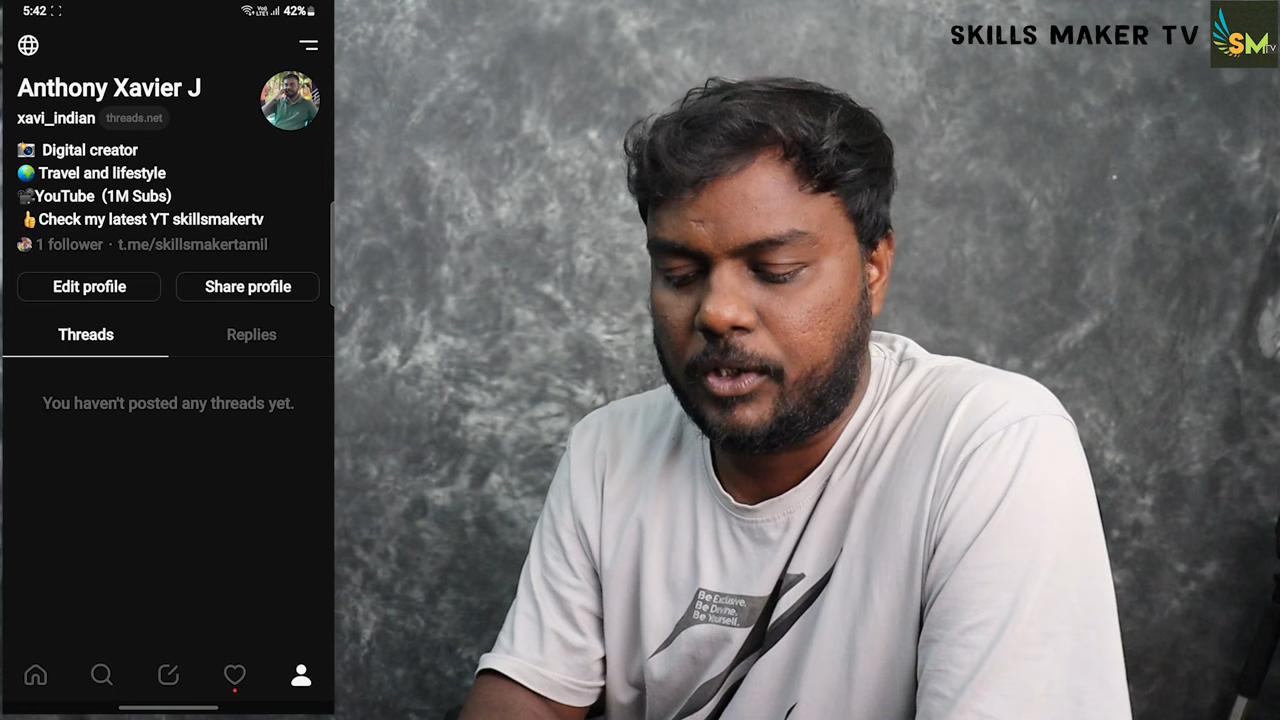 5:42
42%
SKILLS MAKER TV
SM TV
Anthony Xavier J
xavi_indian threads.net
Digital creator
Travel and lifestyle
YouTube (1M Subs)
Check my latest YT skillsmakertv
1 follower · t.me/skillsmakertamil
Edit profile
Share profile
Threads
Replies
You haven't posted any threads yet.
Be Exclusive,
Be Divine,
Be Yourself.